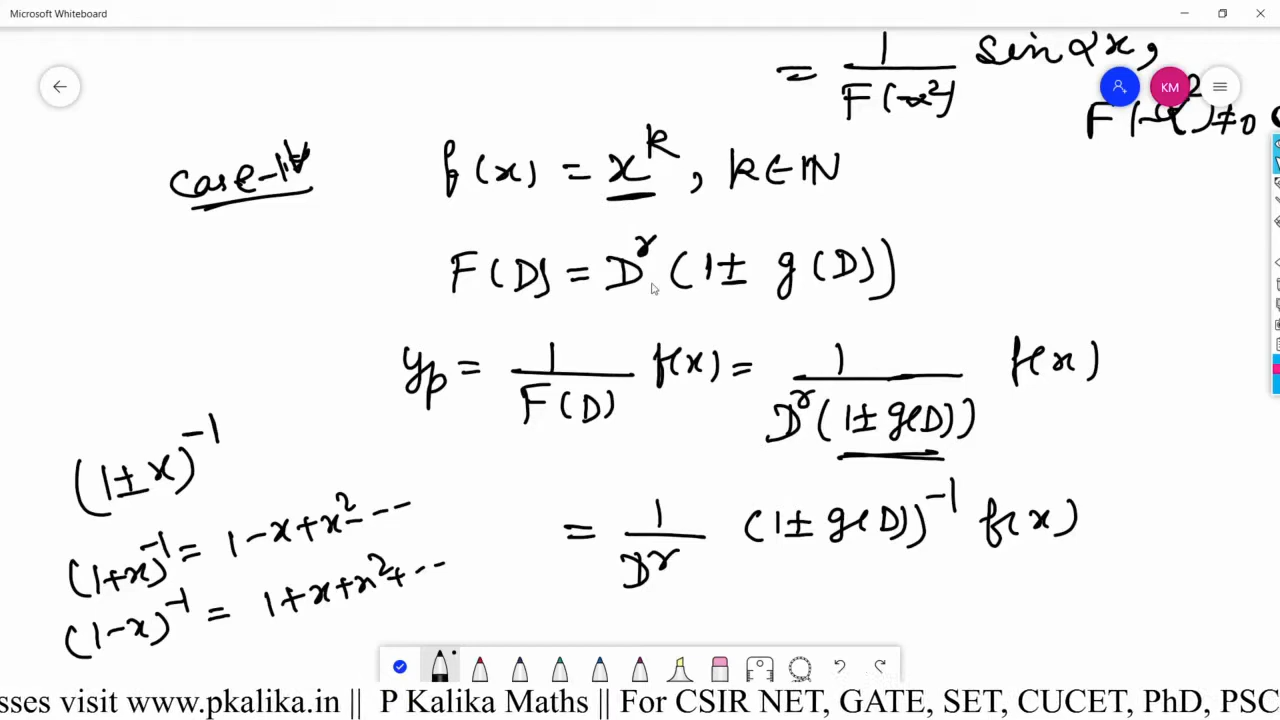 Microsoft Whiteboard
= 1/F(-α²) sin αx,
F(-α²) ≠ 0
KM
Case-IV f(x) = x^k, k ∈ IN
F(D) = D^r (1 ± g(D))
y_p = 1/F(D) f(x) = 1/(D^r (1 ± g(D))) f(x)
= 1/D^r (1 ± g(D))^-1 f(x)
(1 ± x)^-1
(1+x)^-1 = 1 - x + x² - --
(1-x)^-1 = 1 + x + x² + --
sses visit www.pkalika.in || P Kalika Maths || For CSIR NET, GATE, SET, CUCET, PhD, PSC